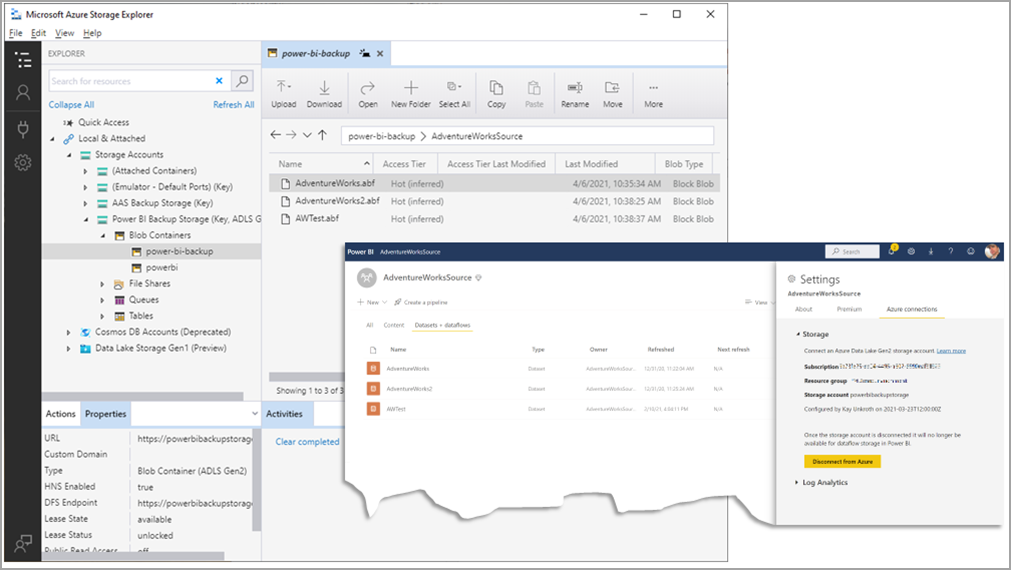 Microsoft Azure Storage Explorer
File Edit View Help
EXPLORER
Search for resources
Collapse All Refresh All
Quick Access
Local & Attached
Storage Accounts
(Attached Containers)
(Emulator - Default Ports) (Key)
AAS Backup Storage (Key)
Power BI Backup Storage (Key, ADLS G
Blob Containers
power-bi-backup
powerbi
File Shares
Queues
Tables
Cosmos DB Accounts (Deprecated)
Data Lake Storage Gen1 (Preview)
Actions Properties
URL https://powerbibackupstorage
Custom Domain
Type Blob Container (ADLS Gen2)
HNS Enabled true
DFS Endpoint https://powerbibackupstorage
Lease State available
Lease Status unlocked
Public Read Access off
power-bi-backup
Upload Download Open New Folder Select All Copy Paste Rename Move More
power-bi-backup > AdventureWorksSource
Name Access Tier Access Tier Last Modified Last Modified Blob Type
AdventureWorks.abf Hot (inferred) 4/6/2021, 10:35:34 AM Block Blob
AdventureWorks2.abf Hot (inferred) 4/6/2021, 10:38:25 AM Block Blob
AWTest.abf Hot (inferred) 4/6/2021, 10:38:37 AM Block Blob
Showing 1 to 3 of 3
Activities
Clear completed
Power BI AdventureWorksSource
Search
AdventureWorksSource
New Create a pipeline View
All Content Datasets + dataflows
Name Type Owner Refreshed Next refresh
AdventureWorks Dataset AdventureWorksSour... 12/31/20, 11:22:04 AM N/A
AdventureWorks2 Dataset AdventureWorksSour... 12/31/20, 11:25:24 AM N/A
AWTest Dataset AdventureWorksSour... 2/10/21, 4:04:11 PM N/A
Settings
AdventureWorksSource
About Premium Azure connections
Storage
Connect an Azure Data Lake Gen2 storage account. Learn more
Subscription
Resource group
Storage account powerbibackupstorage
Configured by Kay Unkroth on 2021-03-23T12:00:00Z
Once the storage account is disconnected it will no longer be
available for dataflow storage in Power BI.
Disconnect from Azure
Log Analytics